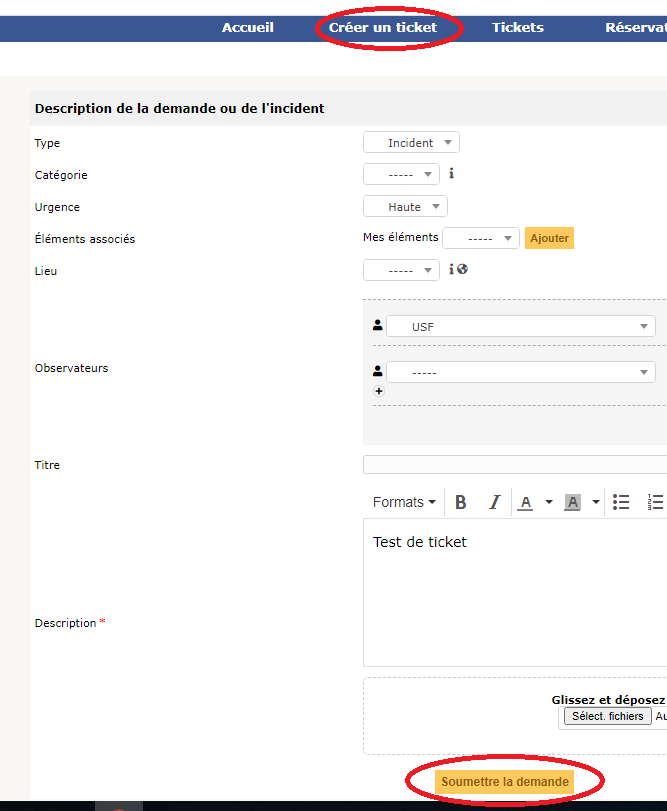 Accueil Créer un ticket Tickets Réservat
Description de la demande ou de l'incident
Type Incident
Catégorie -----
Urgence Haute
Éléments associés Mes éléments ----- Ajouter
Lieu -----
USF
Observateurs
-----
Titre
Formats B I A A
Test de ticket
Description *
Glissez et déposez
Sélect. fichiers Au
Soumettre la demande